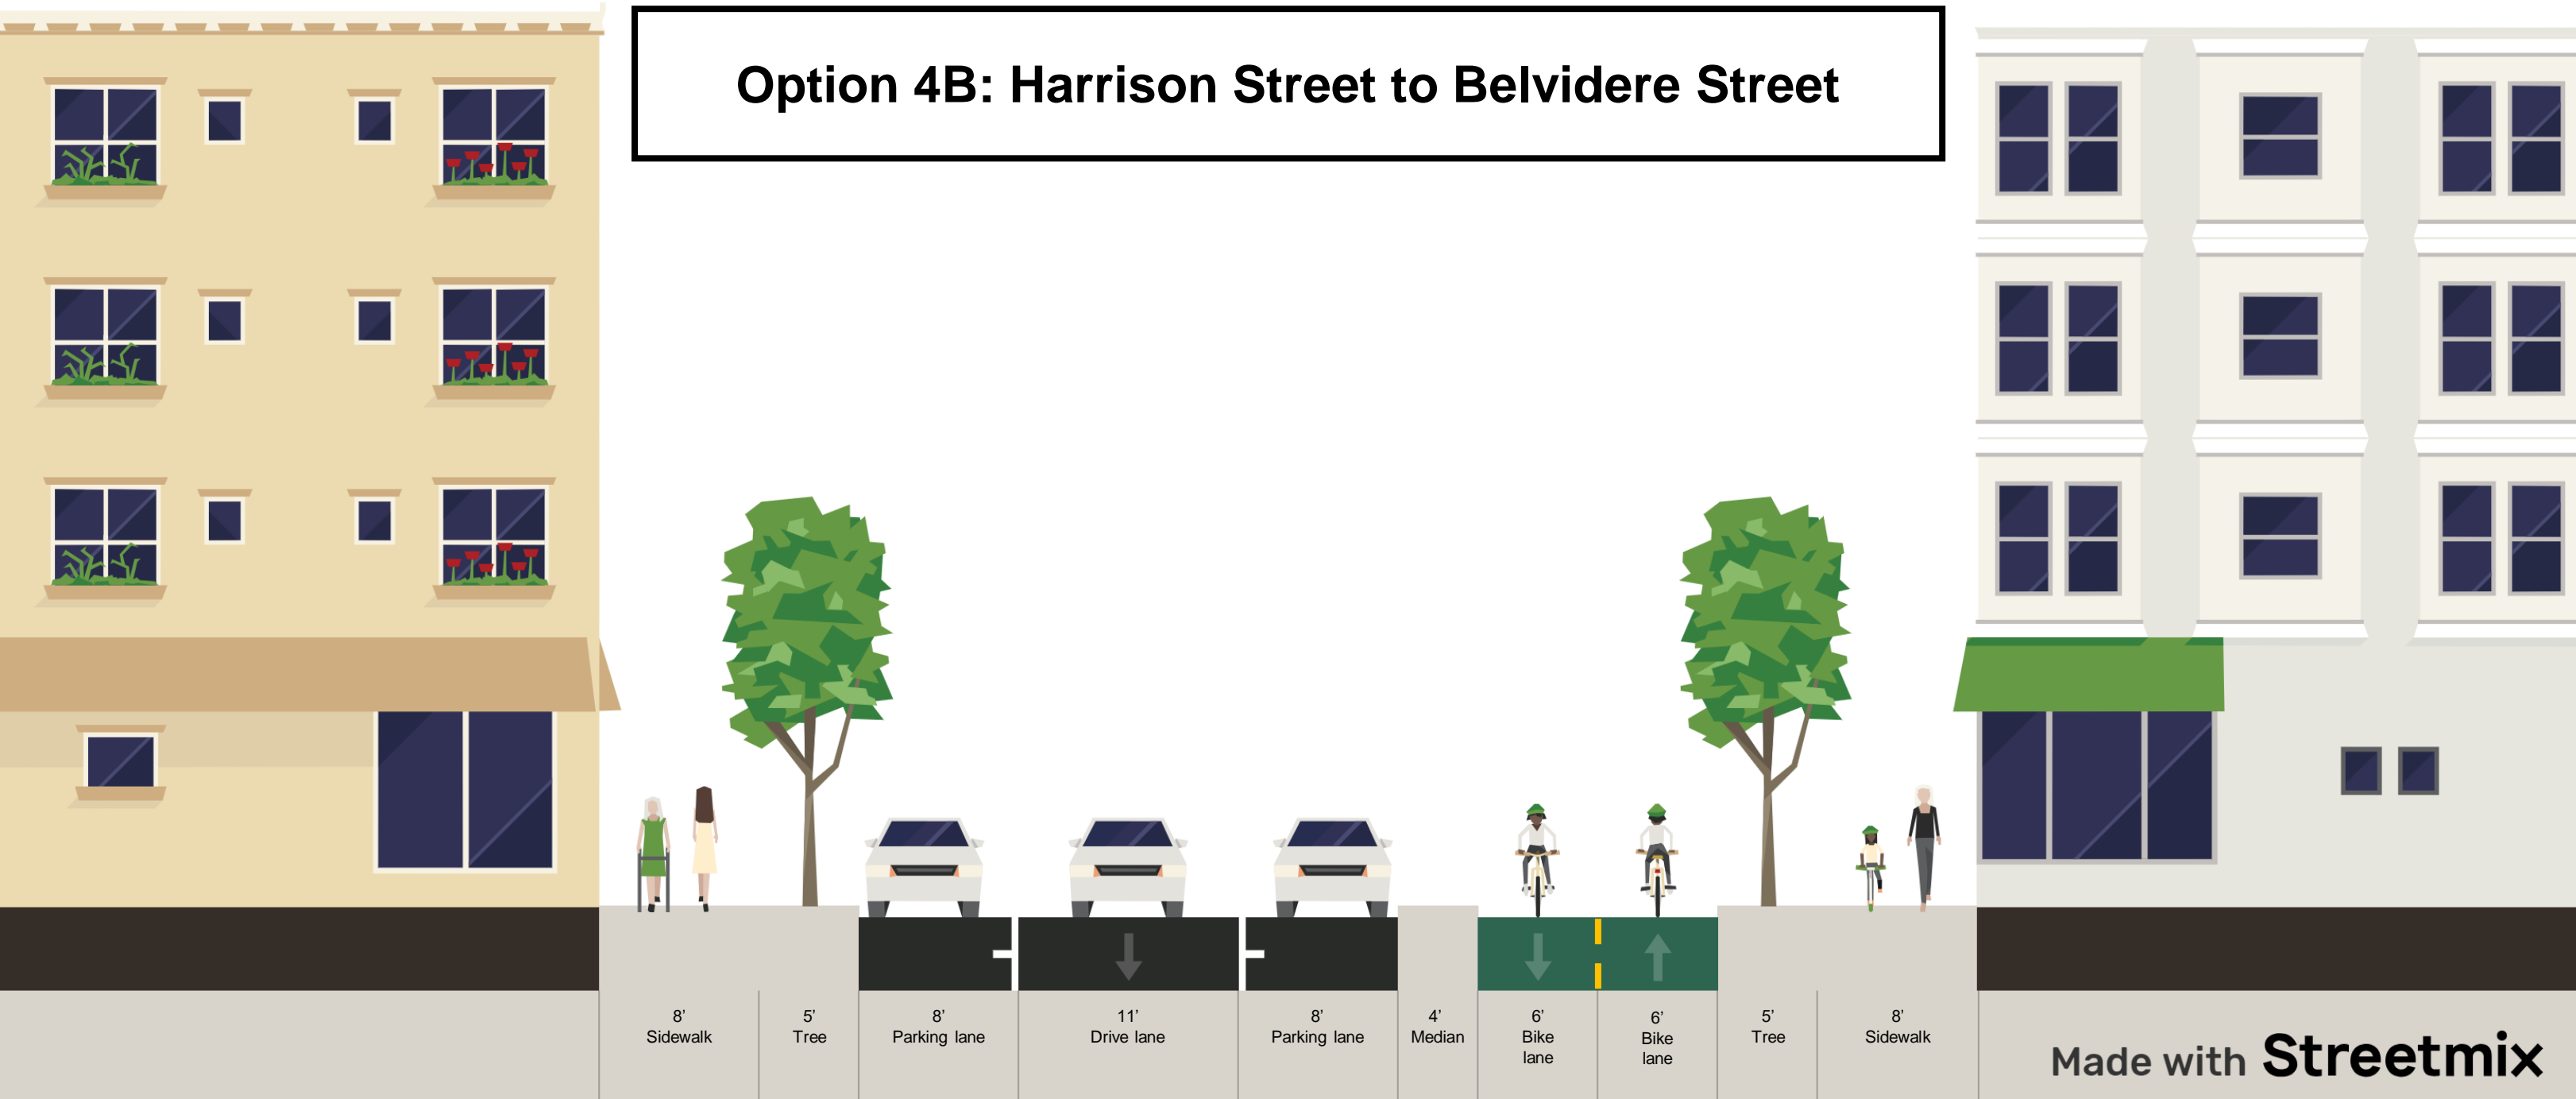 Option 4B: Harrison Street to Belvidere Street
8’
Sidewalk
5’
Tree
8’
Parking lane
11’
Drive lane
8’
Parking lane
4’
Median
6’
Bike
lane
6’
Bike
lane
5’
Tree
8’
Sidewalk
Made with Streetmix